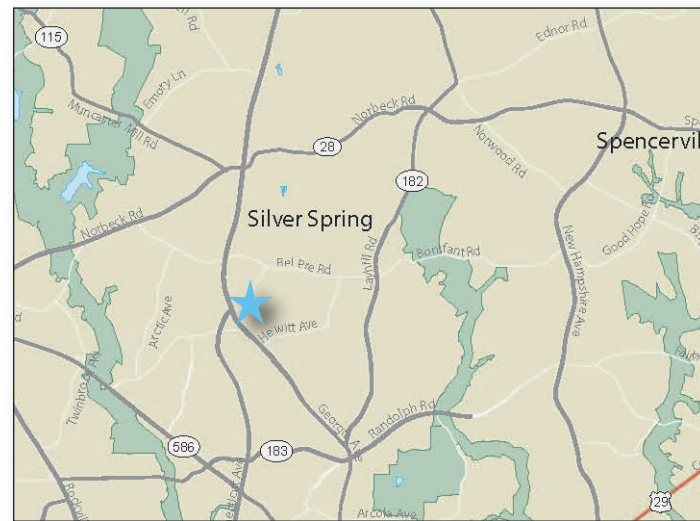 115
Ednor Rd
Emory Ln
Norbeck Rd
Muncaster Mill Rd
28
Norwood Rd
Spencervil
182
Silver Spring
Norbeck Rd
Good Hope Rd
Bonifant Rd
New Hampshire Ave
Layhill Rd
Bel Pre Rd
Arctic Ave
Hewitt Ave
Twinbrook
Georgia Ave
Randolph Rd
586
183
29
Arcola Ave